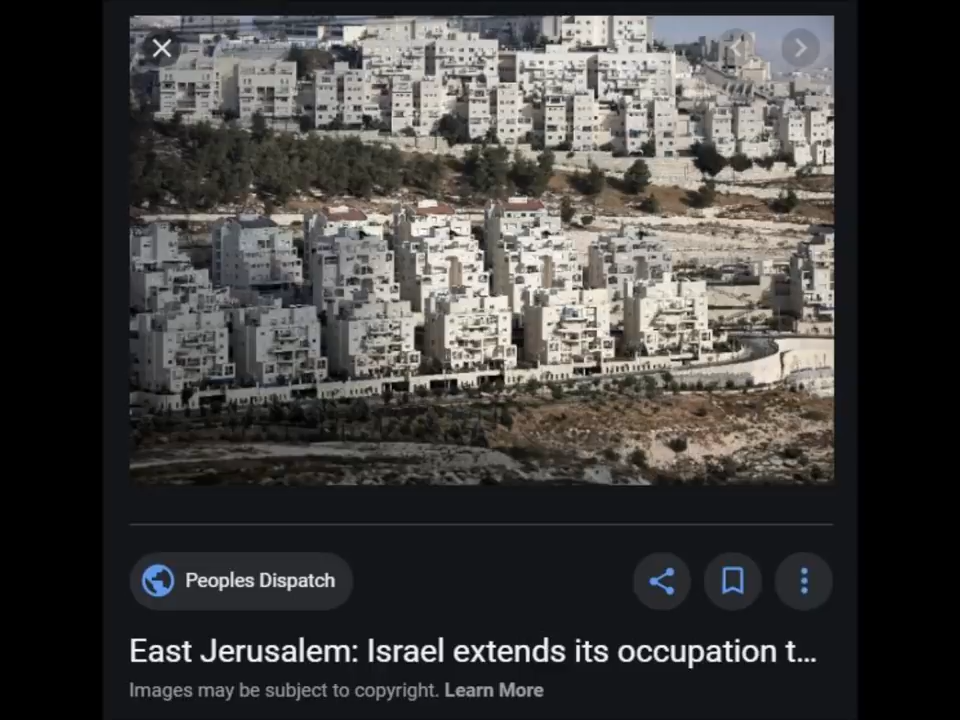 Peoples Dispatch
East Jerusalem: Israel extends its occupation t...
Images may be subject to copyright. Learn More